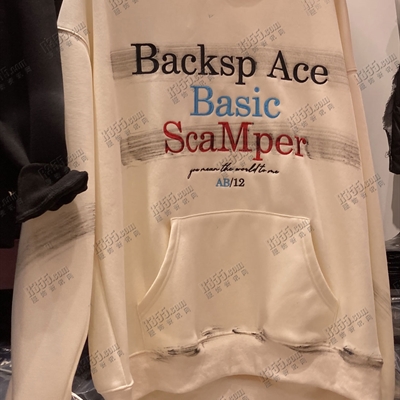 Backsp Ace
Basic
ScaMper
you mean the world to me
AB/12